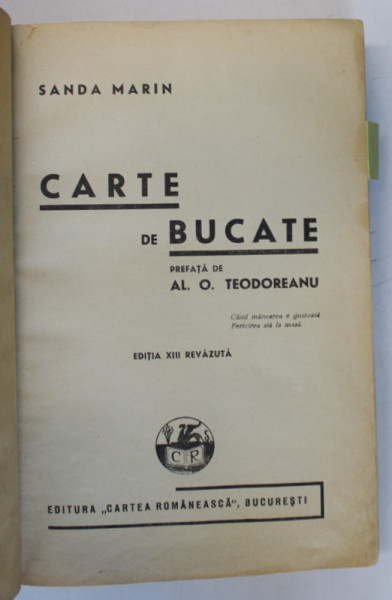 SANDA MARIN
CARTE
DE BUCATE
PREFAȚĂ DE
AL. O. TEODOREANU
Când mâncarea e gustoasă
Fericirea stă la masă.
EDIȚIA XIII REVĂZUTĂ
C R
EDITURA „CARTEA ROMÂNEASCĂ", BUCUREȘTI